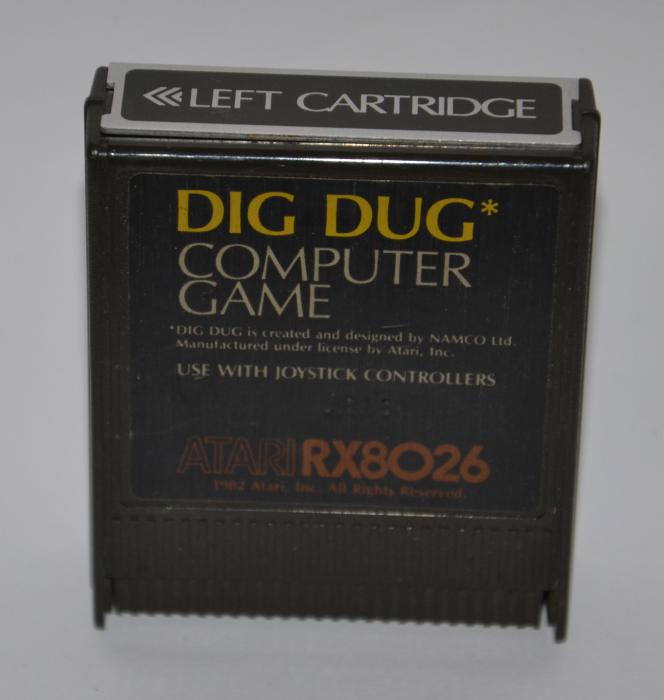 LEFT CARTRIDGE
DIG DUG*
COMPUTER
GAME
*DIG DUG is created and designed by NAMCO Ltd.
Manufactured under license by Atari, Inc.
USE WITH JOYSTICK CONTROLLERS
ATARI RX8026
1982 Atari, Inc. All Rights Reserved.